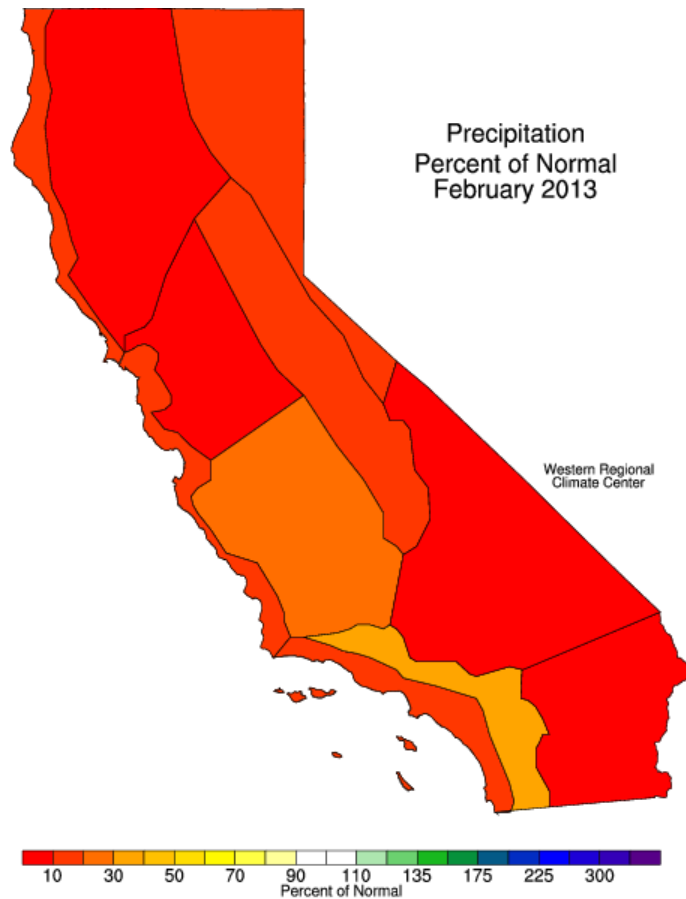 Precipitation
Percent of Normal
February 2013
Western Regional
Climate Center
10 30 50 70 90 110 135 175 225 300
Percent of Normal